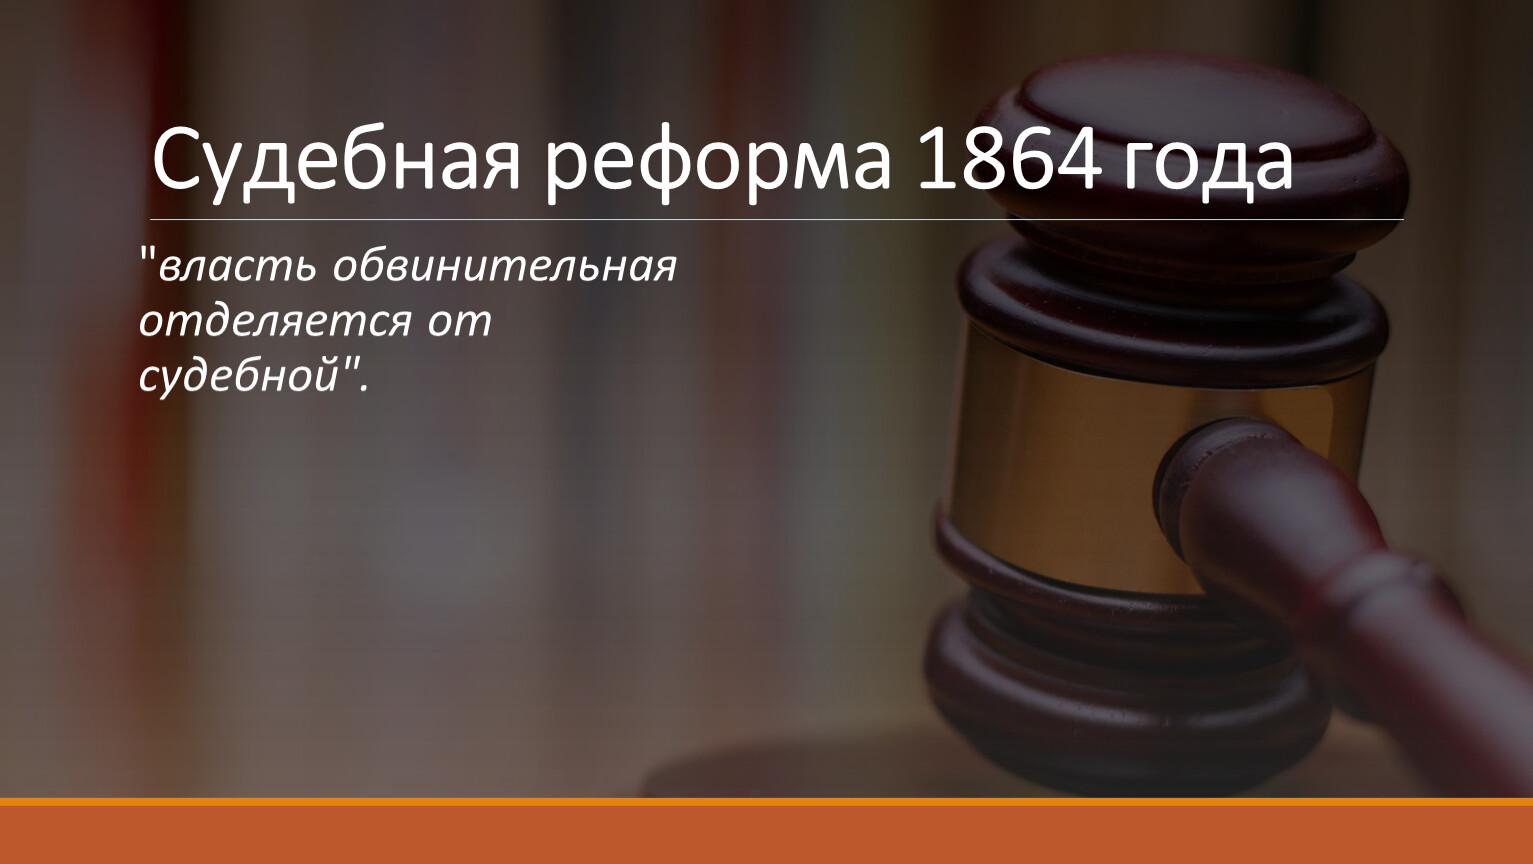 Судебная реформа 1864 года
"власть обвинительная
отделяется от
судебной".